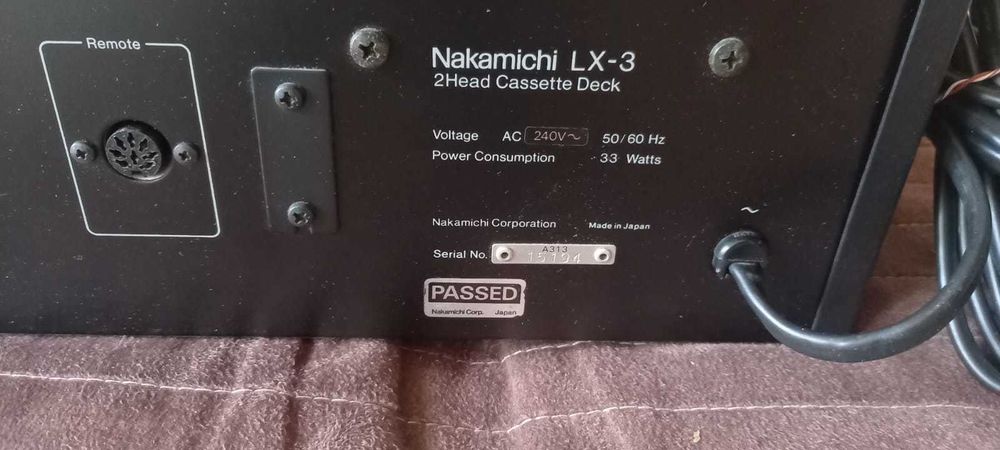 Remote
Nakamichi LX-3
2Head Cassette Deck
Voltage AC 240V~ 50/60 Hz
Power Consumption 33 Watts
~
Nakamichi Corporation Made in Japan
Serial No. A313
15194
PASSED
Nakamichi Corp. Japan